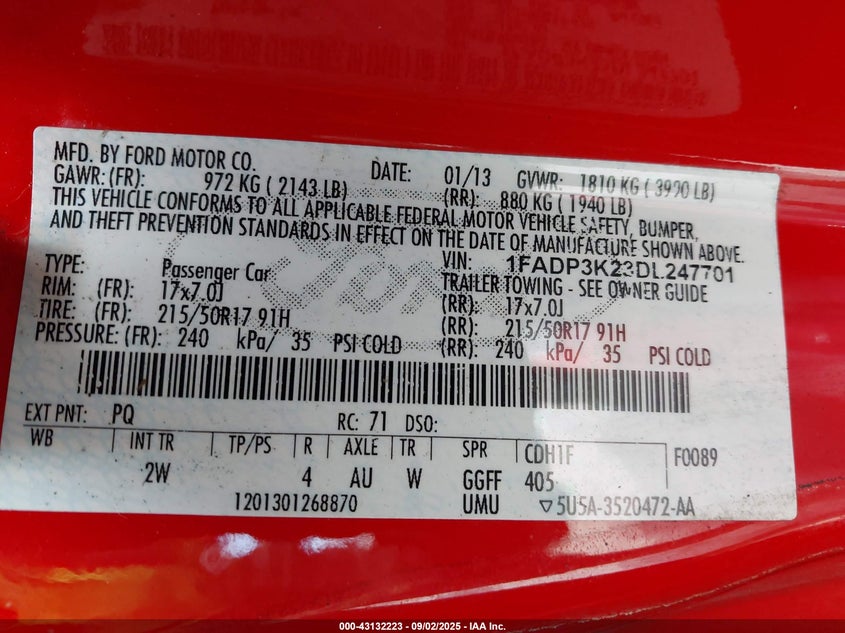 MFD. BY FORD MOTOR CO. DATE: 01/13 GVWR: 1810 KG ( 3990 LB)
GAWR: (FR): 972 KG ( 2143 LB) (RR): 880 KG ( 1940 LB)
THIS VEHICLE CONFORMS TO ALL APPLICABLE FEDERAL MOTOR VEHICLE SAFETY, BUMPER,
AND THEFT PREVENTION STANDARDS IN EFFECT ON THE DATE OF MANUFACTURE SHOWN ABOVE.
VIN: 1FADP3K23DL247701
TYPE: Passenger Car TRAILER TOWING - SEE OWNER GUIDE
RIM: (FR): 17x7.0J (RR): 17x7.0J
TIRE: (FR): 215/50R17 91H (RR): 215/50R17 91H
PRESSURE: (FR): 240 kPa/ 35 PSI COLD (RR): 240 kPa/ 35 PSI COLD
EXT PNT: PQ RC: 71 DSO:
WB INT TR TP/PS R AXLE TR SPR CDH1F F0089
2W 4 AU W GGFF 405
1201301268870 UMU ▽5U5A-3520472-AA
000-43132223 - 09/02/2025 - IAA Inc.